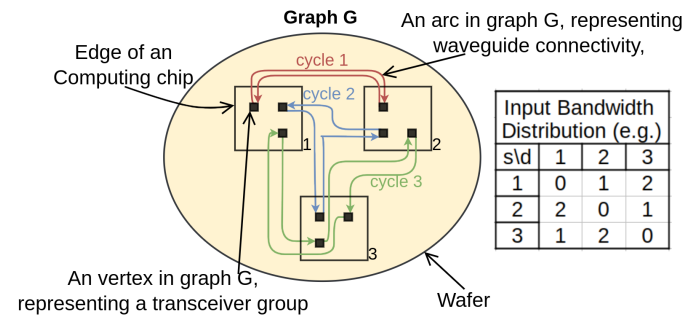 Graph G
An arc in graph G, representing
waveguide connectivity,
Edge of an
Computing chip
cycle 1
cycle 2
1
2
cycle 3
3
Input Bandwidth
Distribution (e.g.)
s\d 1 2 3
1 0 1 2
2 2 0 1
3 1 2 0
An vertex in graph G,
representing a transceiver group
Wafer